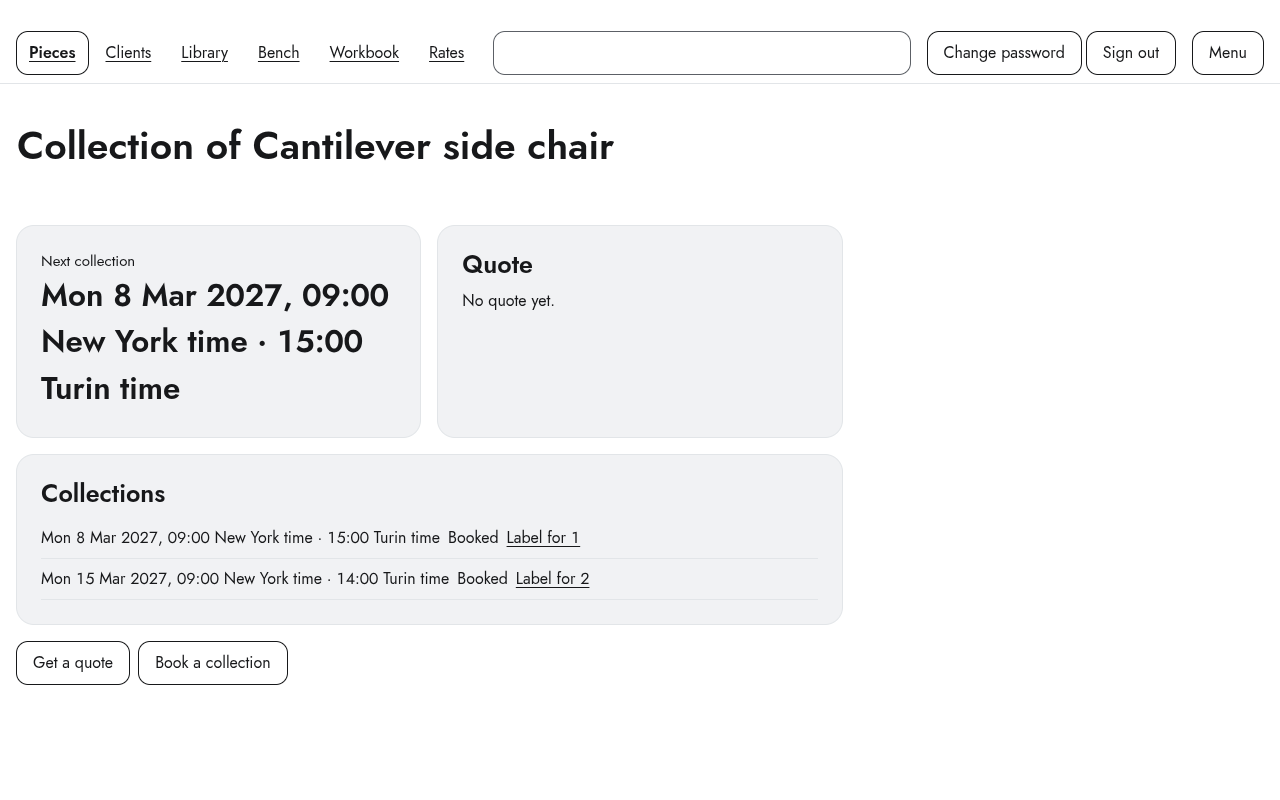 Pieces Clients Library Bench Workbook Rates Change password Sign out Menu
Collection of Cantilever side chair
Next collection
Mon 8 Mar 2027, 09:00
New York time · 15:00
Turin time
Quote
No quote yet.
Collections
Mon 8 Mar 2027, 09:00 New York time · 15:00 Turin time Booked Label for 1
Mon 15 Mar 2027, 09:00 New York time · 14:00 Turin time Booked Label for 2
Get a quote Book a collection